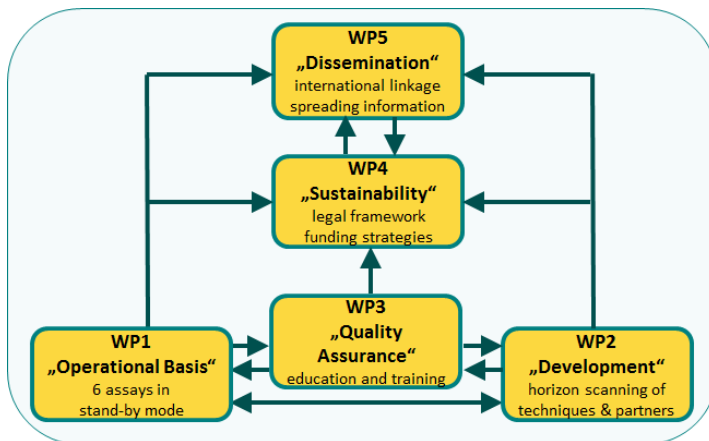 WP5
„Dissemination“
international linkage
spreading information
WP4
„Sustainability“
legal framework
funding strategies
WP3
„Quality
Assurance“
education and training
WP1
„Operational Basis“
6 assays in
stand-by mode
WP2
„Development“
horizon scanning of
techniques & partners